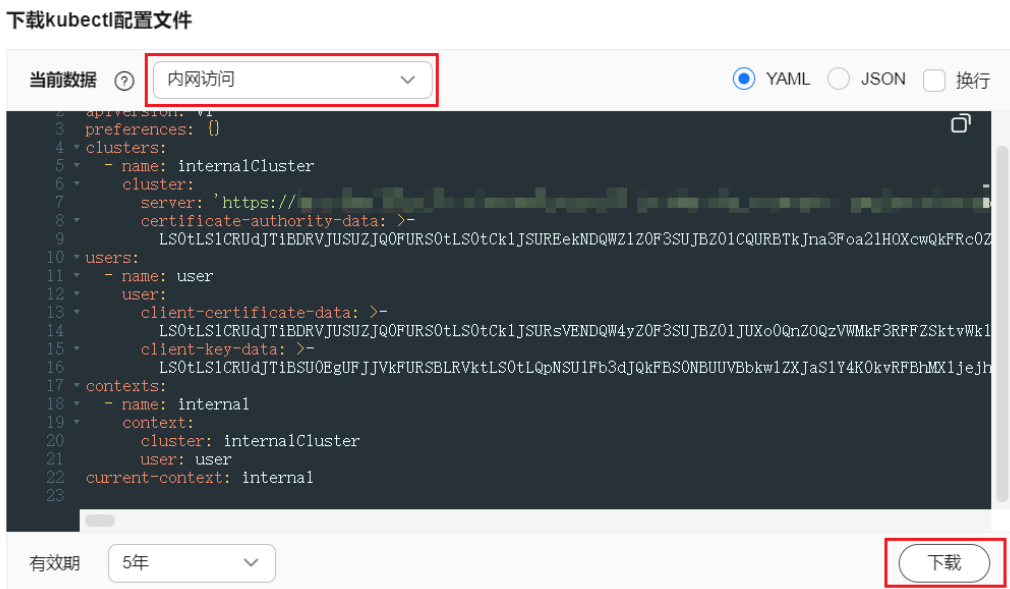 下载kubectl配置文件
当前数据 ? 内网访问 YAML JSON 换行
2 apiVersion: v1
3 preferences: {}
4 clusters:
5 - name: internalCluster
6 cluster:
7 server: 'https://
8 certificate-authority-data: >-
9
10 users:
11 - name: user
12 user:
13 client-certificate-data: >-
14
15 client-key-data: >-
16
17 contexts:
18 - name: internal
19 context:
20 cluster: internalCluster
21 user: user
22 current-context: internal
23
有效期 5年 下载